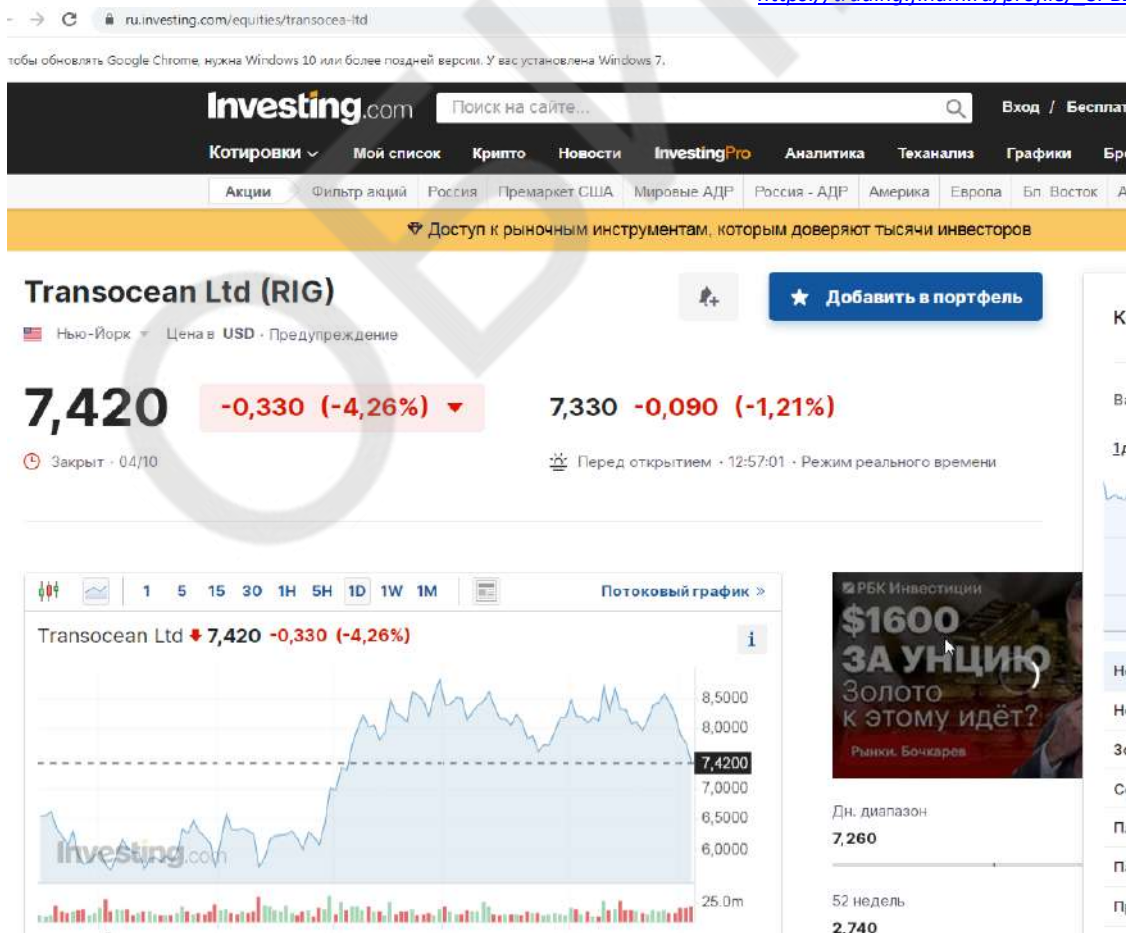 ru.investing.com/equities/transocea-ltd
тобы обновлять Google Chrome, нужна Windows 10 или более поздней версии. У вас установлена Windows 7.
Investing.com Поиск на сайте... Вход / Бесплат
Котировки Мой список Крипто Новости InvestingPro Аналитика Теханализ Графики Бро
Акции Фильтр акций Россия Премаркет США Мировые АДР Россия - АДР Америка Европа Бл. Восток А
Доступ к рыночным инструментам, которым доверяют тысячи инвесторов
Transocean Ltd (RIG)
Добавить в портфель
Нью-Йорк Цена в USD · Предупреждение
7,420 -0,330 (-4,26%) 7,330 -0,090 (-1,21%)
Закрыт · 04/10 Перед открытием · 12:57:01 · Режим реального времени
1 5 15 30 1H 5H 1D 1W 1M Потоковый график »
Transocean Ltd 7,420 -0,330 (-4,26%)
8,5000
8,0000
7,4200
7,0000
6,5000
6,0000
Investing.com
25.0m
РБК Инвестиции
$1600
ЗА УНЦИЮ
Золото
к этому идёт?
Рынки. Бочкарев
Дн. диапазон
7,260
52 недель
2,740